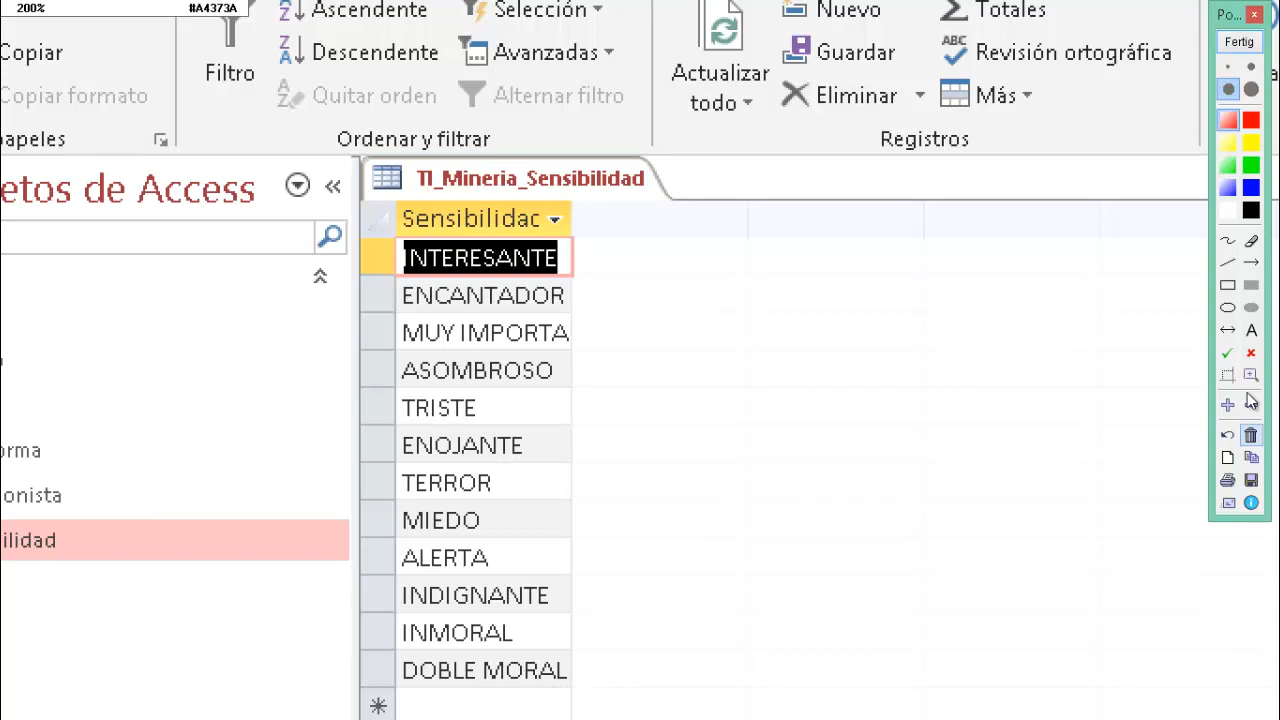 200% #A4373A
Ascendente Selección Nuevo Totales Po...
Copiar Descendente Avanzadas Guardar ABC Revisión ortográfica Fertig
Filtro Actualizar
Copiar formato Quitar orden Alternar filtro todo Eliminar Más
apeles Ordenar y filtrar Registros
etos de Access TI_Mineria_Sensibilidad
Sensibilidac
INTERESANTE
ENCANTADOR
MUY IMPORTA
ASOMBROSO
TRISTE
orma ENOJANTE
onista TERROR
ilidad MIEDO
ALERTA
INDIGNANTE
INMORAL
DOBLE MORAL